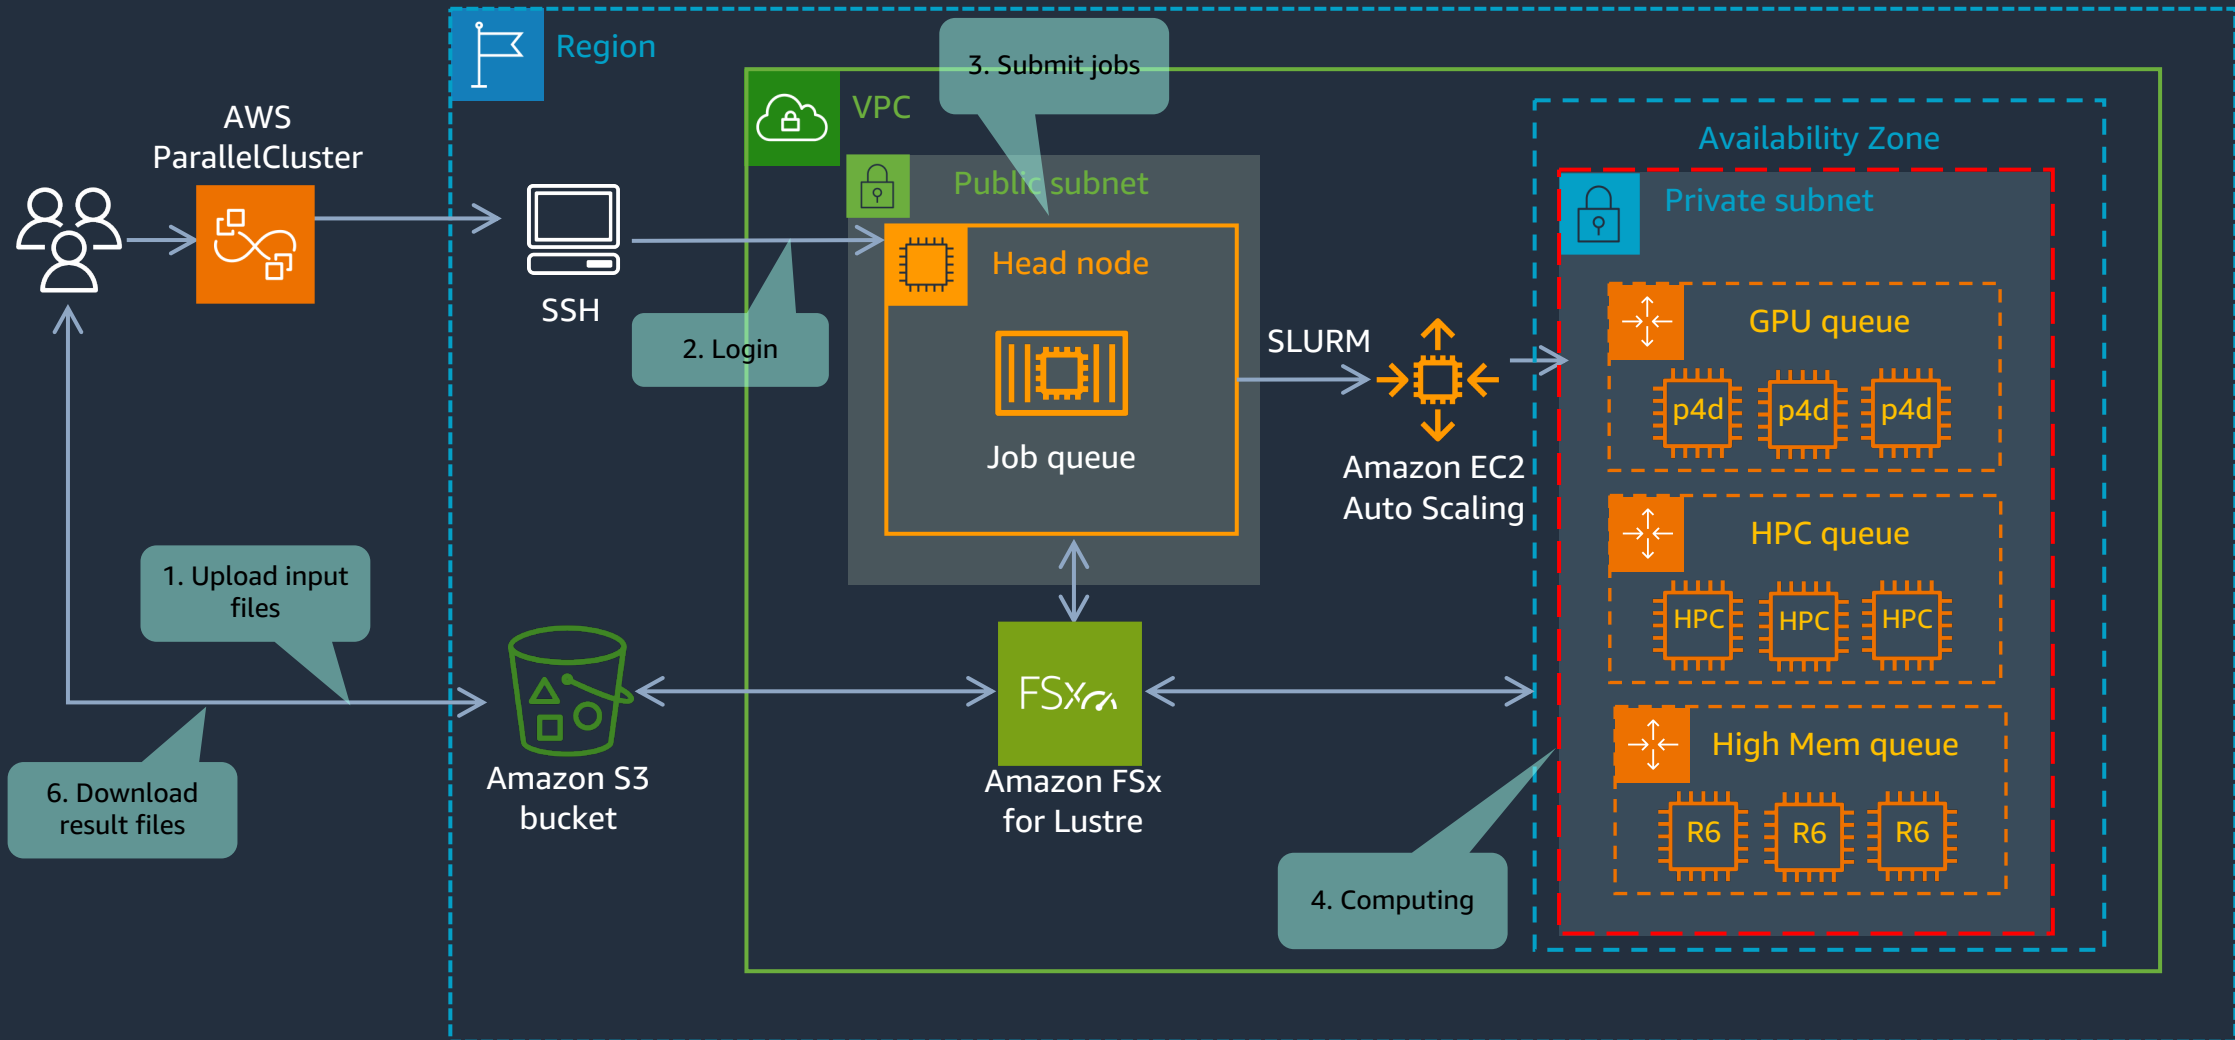 Region
3. Submit jobs
VPC
AWS
ParallelCluster
Availability Zone
Public subnet
Private subnet
Head node
SSH
2. Login
SLURM
GPU queue
p4d
p4d
p4d
Job queue
Amazon EC2
Auto Scaling
HPC queue
HPC
HPC
HPC
1. Upload input
files
FSx
High Mem queue
R6
R6
R6
Amazon S3
bucket
Amazon FSx
for Lustre
6. Download
result files
4. Computing